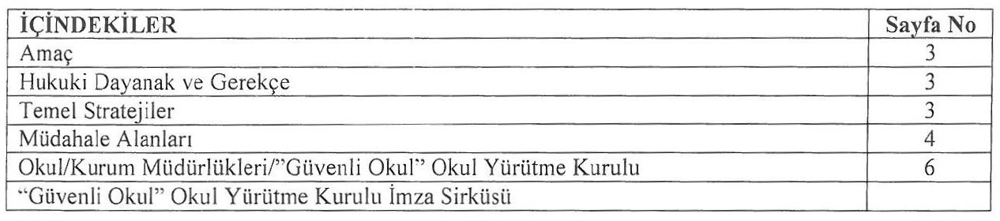 İÇİNDEKİLER Sayfa No
Amaç 3
Hukuki Dayanak ve Gerekçe 3
Temel Stratejiler 3
Müdahale Alanları 4
Okul/Kurum Müdürlükleri/”Güvenli Okul” Okul Yürütme Kurulu 6
“Güvenli Okul” Okul Yürütme Kurulu İmza Sirküsü